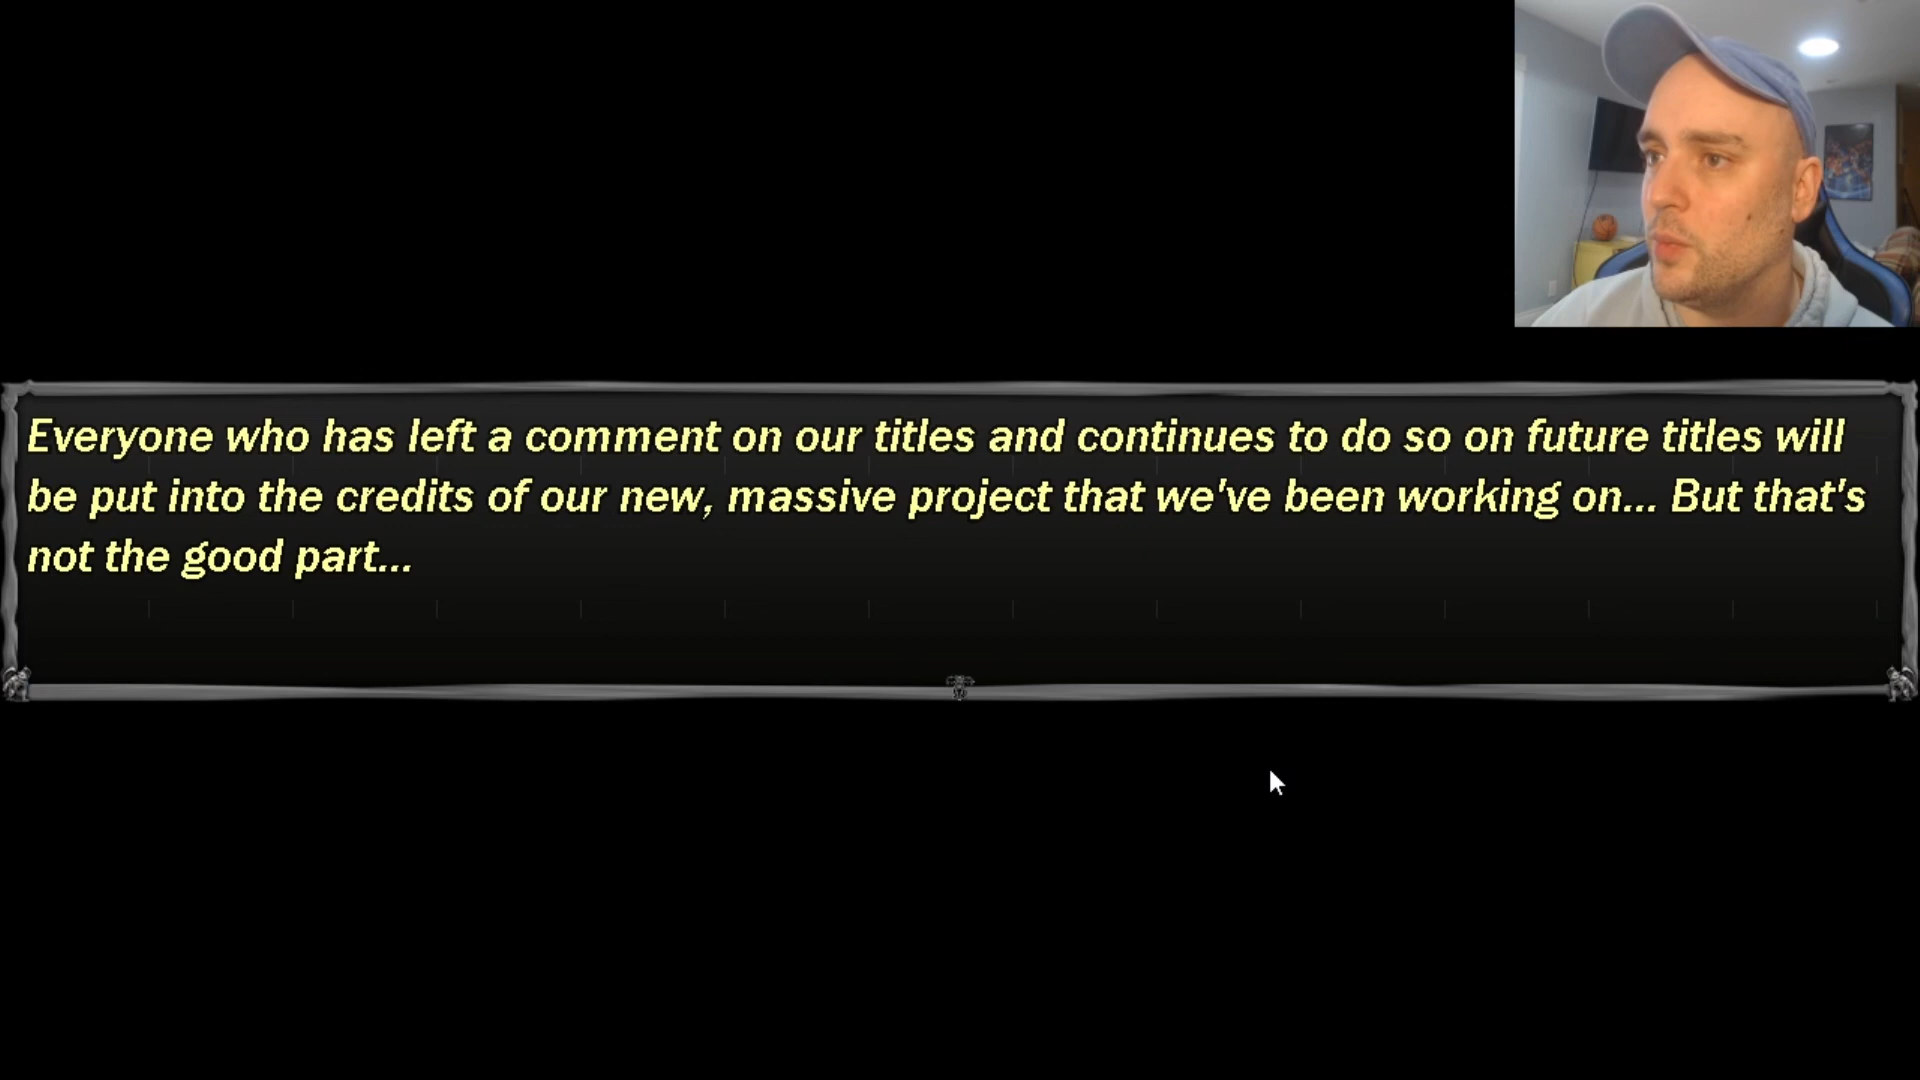 Everyone who has left a comment on our titles and continues to do so on future titles will
be put into the credits of our new, massive project that we've been working on... But that's
not the good part...